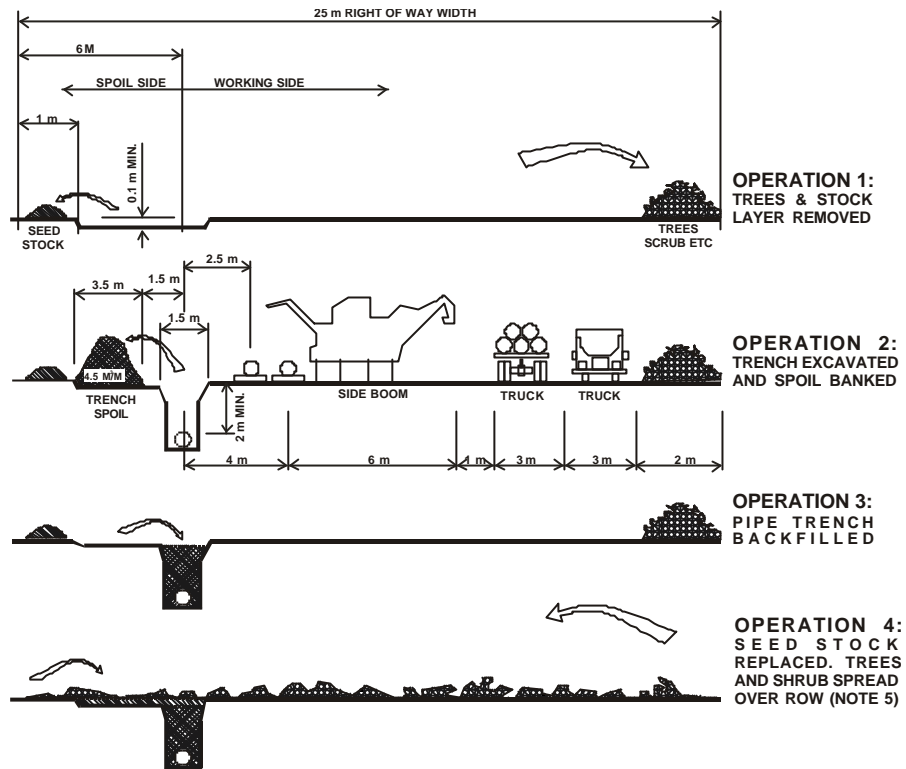 25 m RIGHT OF WAY WIDTH
6 M
SPOIL SIDE
WORKING SIDE
1 m
0.1 m MIN.
SEED
STOCK
TREES
SCRUB ETC
OPERATION 1:
TREES & STOCK
LAYER REMOVED
2.5 m
3.5 m
1.5 m
1.5 m
4.5 M/M
TRENCH
SPOIL
2 m MIN.
SIDE BOOM
TRUCK
TRUCK
OPERATION 2:
TRENCH EXCAVATED
AND SPOIL BANKED
4 m
6 m
1 m
3 m
3 m
2 m
OPERATION 3:
PIPE TRENCH
BACKFILLED
OPERATION 4:
SEED STOCK
REPLACED. TREES
AND SHRUB SPREAD
OVER ROW (NOTE 5)